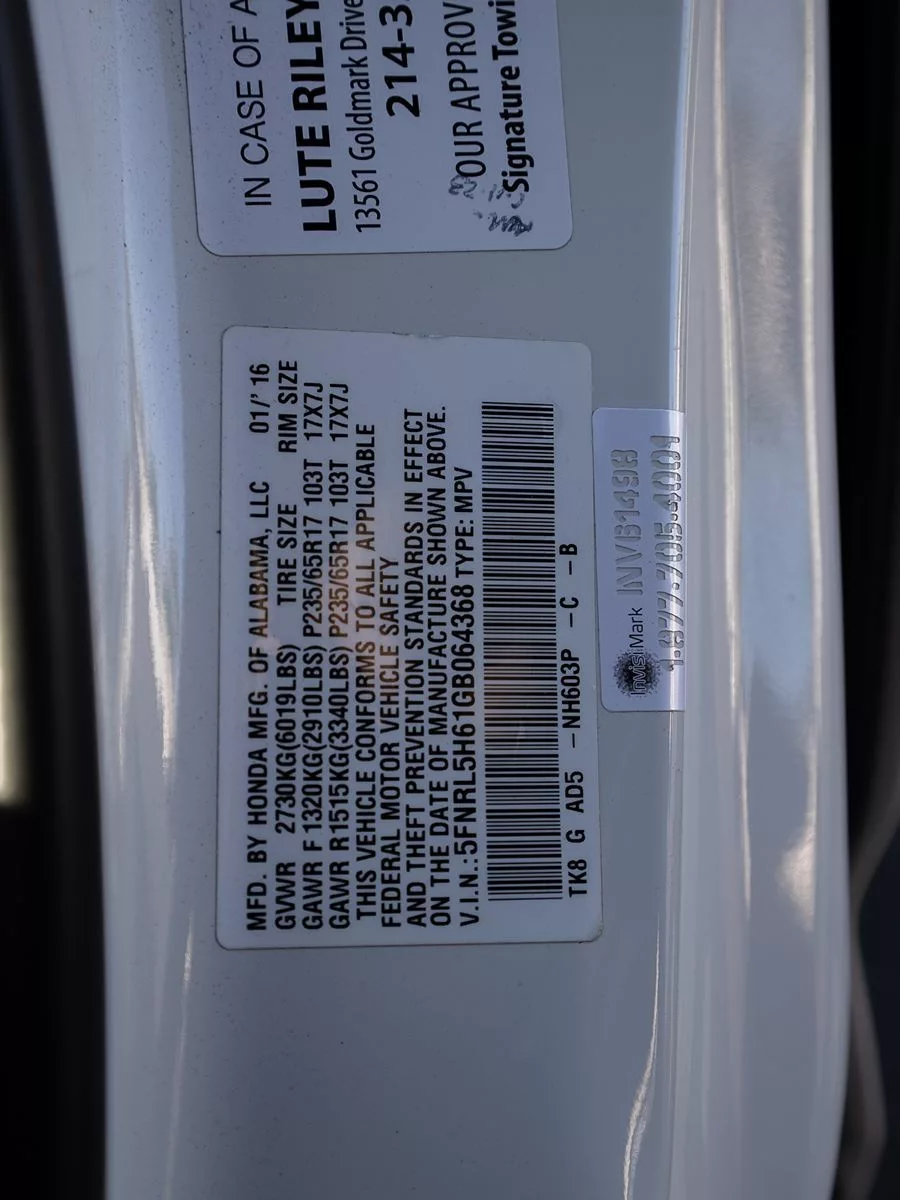 IN CASE OF A
LUTE RILEY
13561 Goldmark Drive
214-3
OUR APPROV
Signature Towi
MFD. BY HONDA MFG. OF ALABAMA, LLC 01/' 16
GVWR 2730KG(6019LBS) TIRE SIZE RIM SIZE
GAWR F 1320KG(2910LBS) P235/65R17 103T 17X7J
GAWR R1515KG(3340LBS) P235/65R17 103T 17X7J
THIS VEHICLE CONFORMS TO ALL APPLICABLE
FEDERAL MOTOR VEHICLE SAFETY
AND THEFT PREVENTION STANDARDS IN EFFECT
ON THE DATE OF MANUFACTURE SHOWN ABOVE.
V.I.N.:5FNRL5H61GB064368 TYPE: MPV
TK8 G AD5 -NH603P -C -B
InvisiMark INVB1498
1.877.705.4001